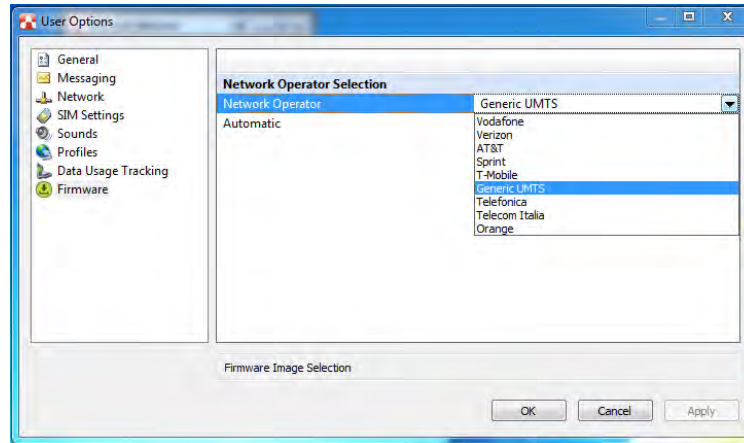 User Options
General
Messaging
Network
SIM Settings
Sounds
Profiles
Data Usage Tracking
Firmware
Network Operator Selection
Network Operator Generic UMTS
Automatic
Vodafone
Verizon
AT&T
Sprint
T-Mobile
Generic UMTS
Telefonica
Telecom Italia
Orange
Firmware Image Selection
OK Cancel Apply